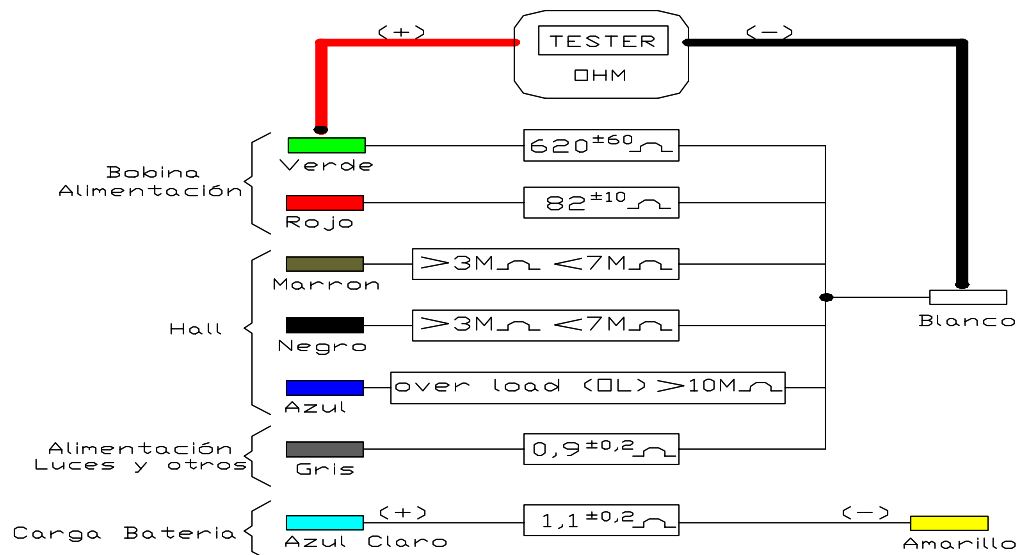 (+)
TESTER
(-)
OHM
Bobina
Alimentación
Verde
620±60Ω
Rojo
82±10Ω
Hall
Marron
>3MΩ <7MΩ
Negro
>3MΩ <7MΩ
Azul
over load (OL) >10MΩ
Blanco
Alimentación
Luces y otros
Gris
0,9±0,2Ω
Carga Bateria
(+)
Azul Claro
1,1±0,2Ω
(-)
Amarillo